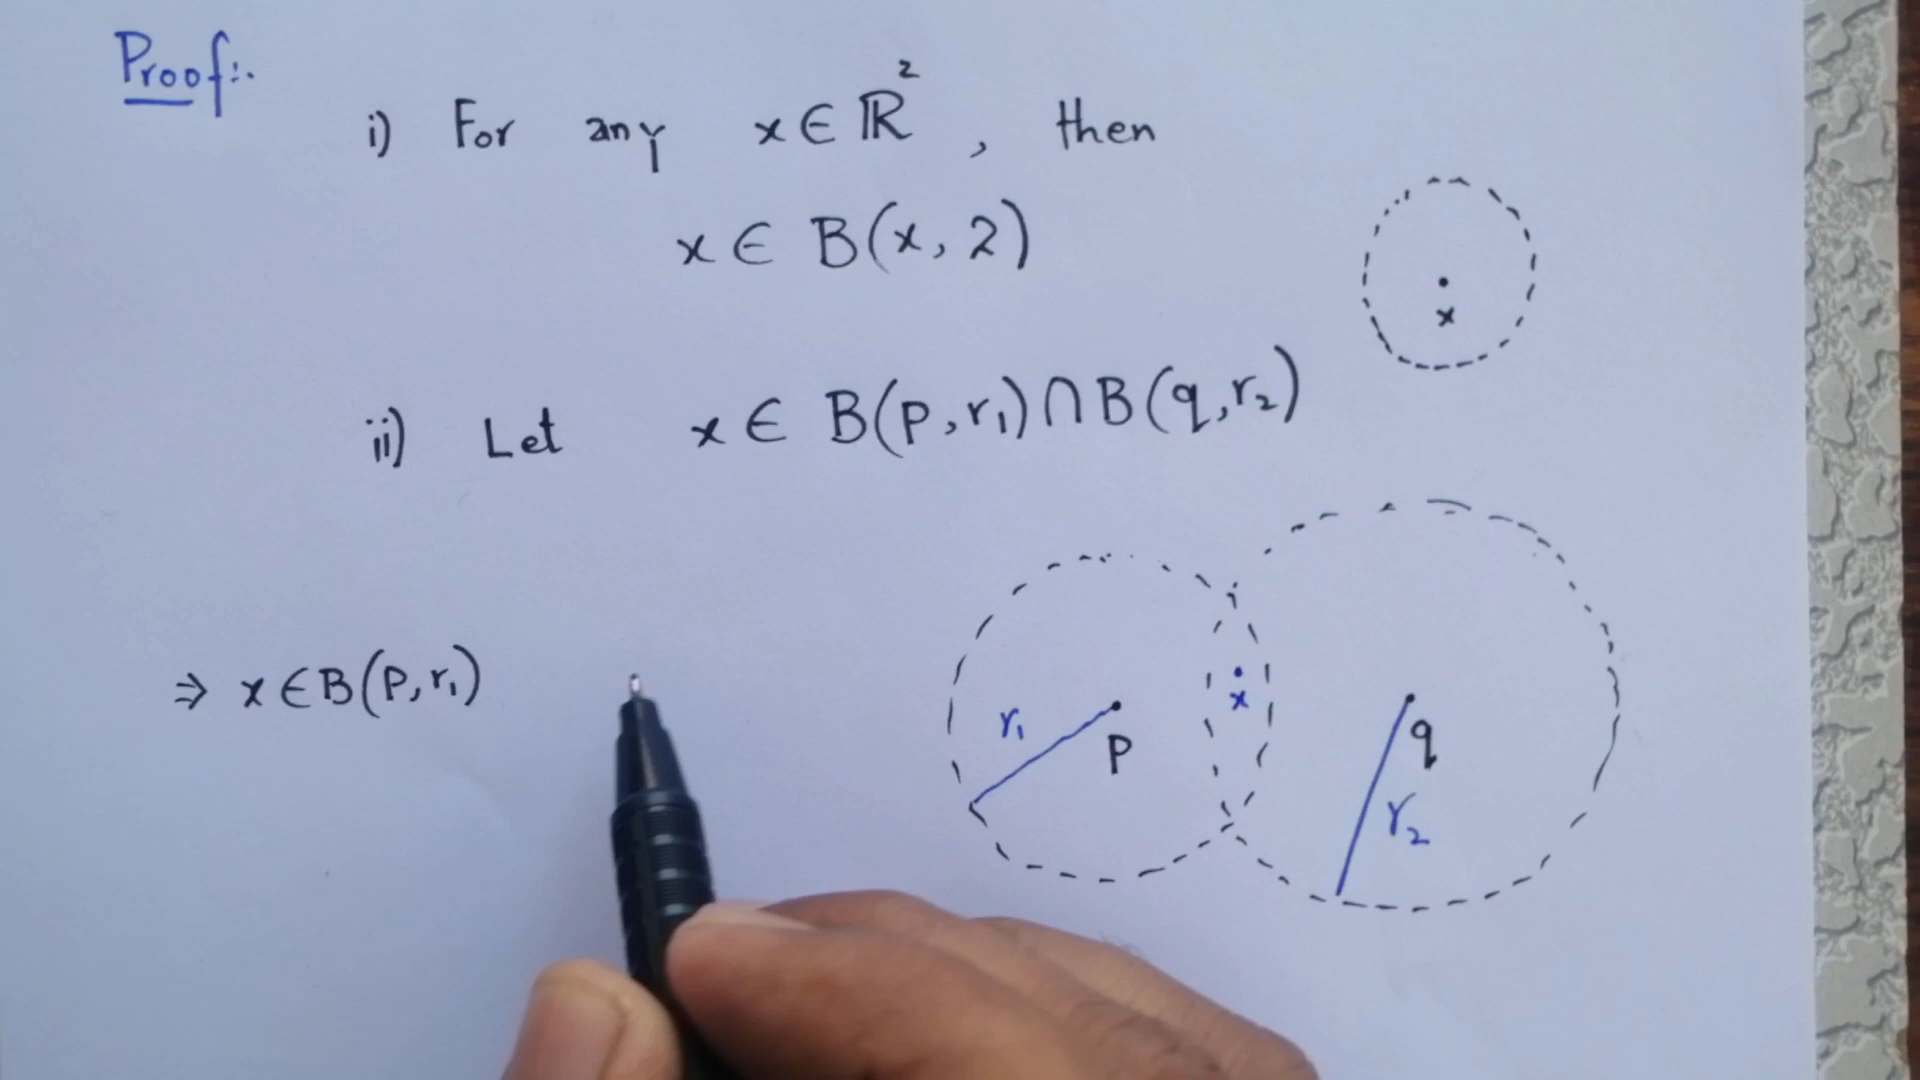 Proof:.
i) For any x ∈ ℝ², then
x ∈ B(x, 2)
x
ii) Let x ∈ B(p, r₁) ∩ B(q, r₂)
⇒ x ∈ B(p, r₁)
r₁
p
x
q
r₂